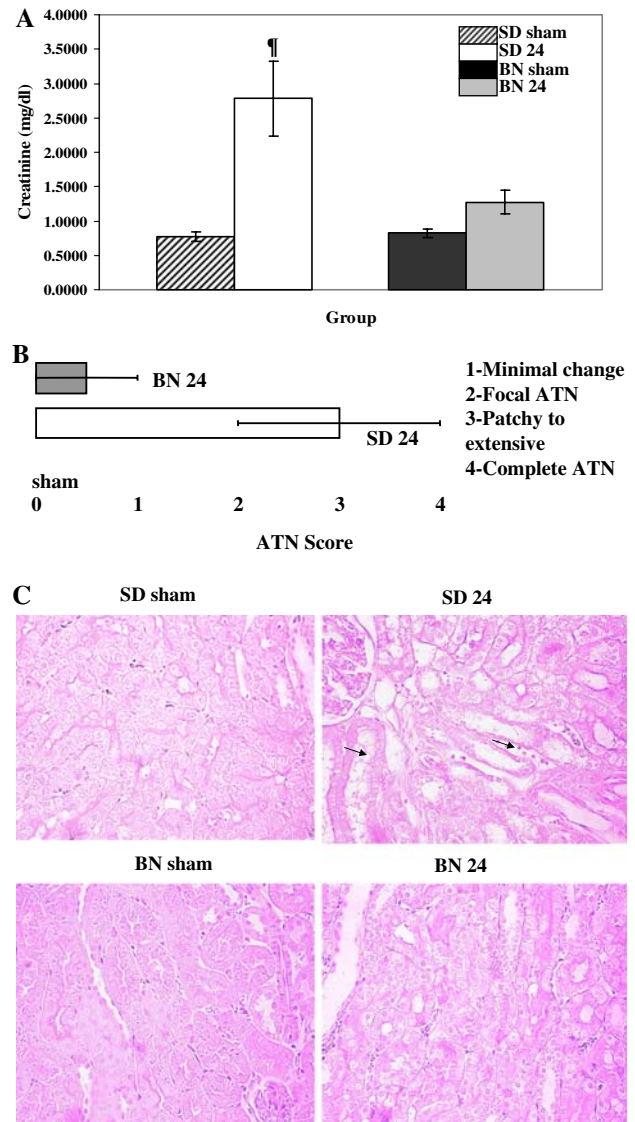 A
4.0000
3.5000
3.0000
2.5000
2.0000
1.5000
1.0000
0.5000
0.0000
Creatinine (mg/dl)
¶
SD sham
SD 24
BN sham
BN 24
Group
B
BN 24
SD 24
1-Minimal change
2-Focal ATN
3-Patchy to
extensive
4-Complete ATN
sham
0 1 2 3 4
ATN Score
C
SD sham
SD 24
BN sham
BN 24